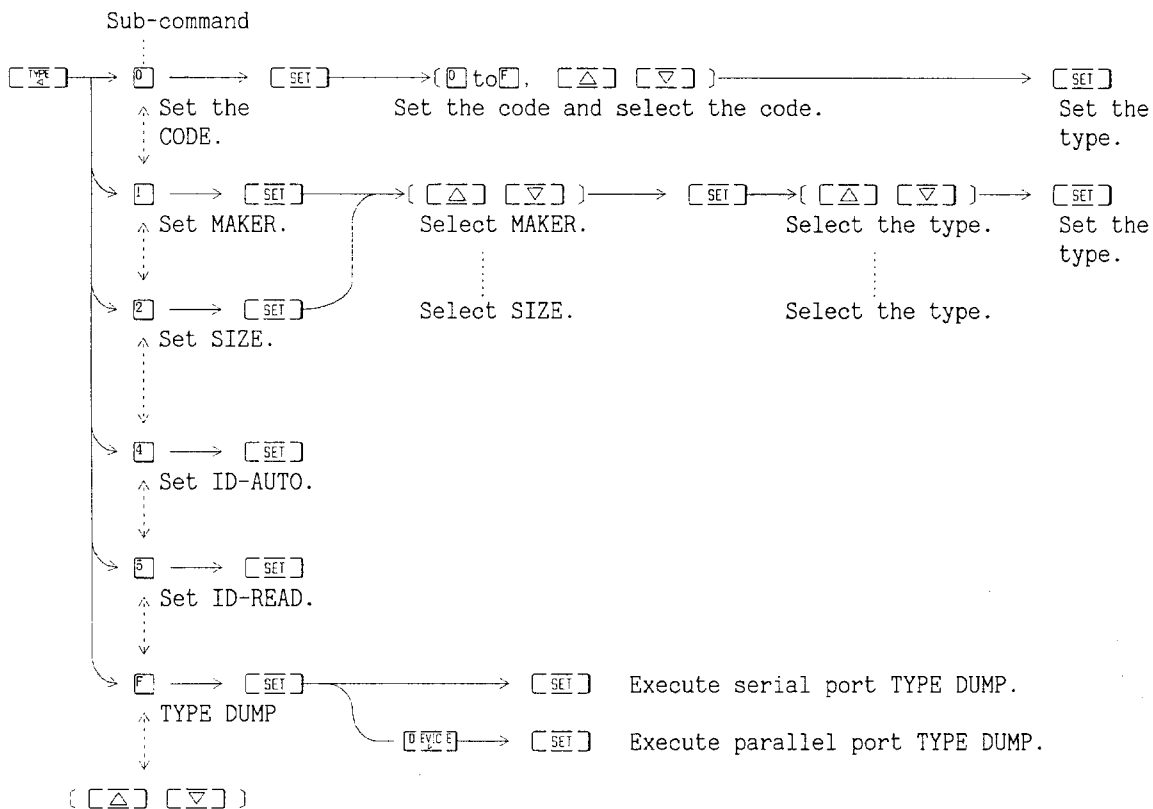 Sub-command
TYPE ◁ 0 SET (0 to F, △ ▽) SET
Set the CODE. Set the code and select the code. Set the type.
! SET (△ ▽) SET (△ ▽) SET
Set MAKER. Select MAKER. Select the type. Set the type.
2 SET Select SIZE. Select the type.
Set SIZE.
4 SET
Set ID-AUTO.
5 SET
Set ID-READ.
F SET SET Execute serial port TYPE DUMP.
TYPE DUMP
DEVICE SET Execute parallel port TYPE DUMP.
(△ ▽)